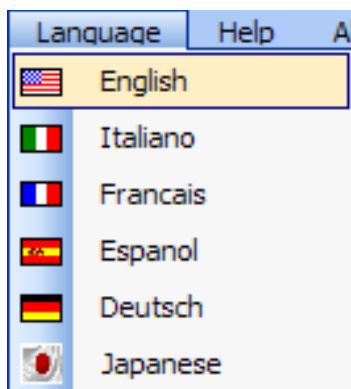 Language Help A
English
Italiano
Francais
Espanol
Deutsch
Japanese